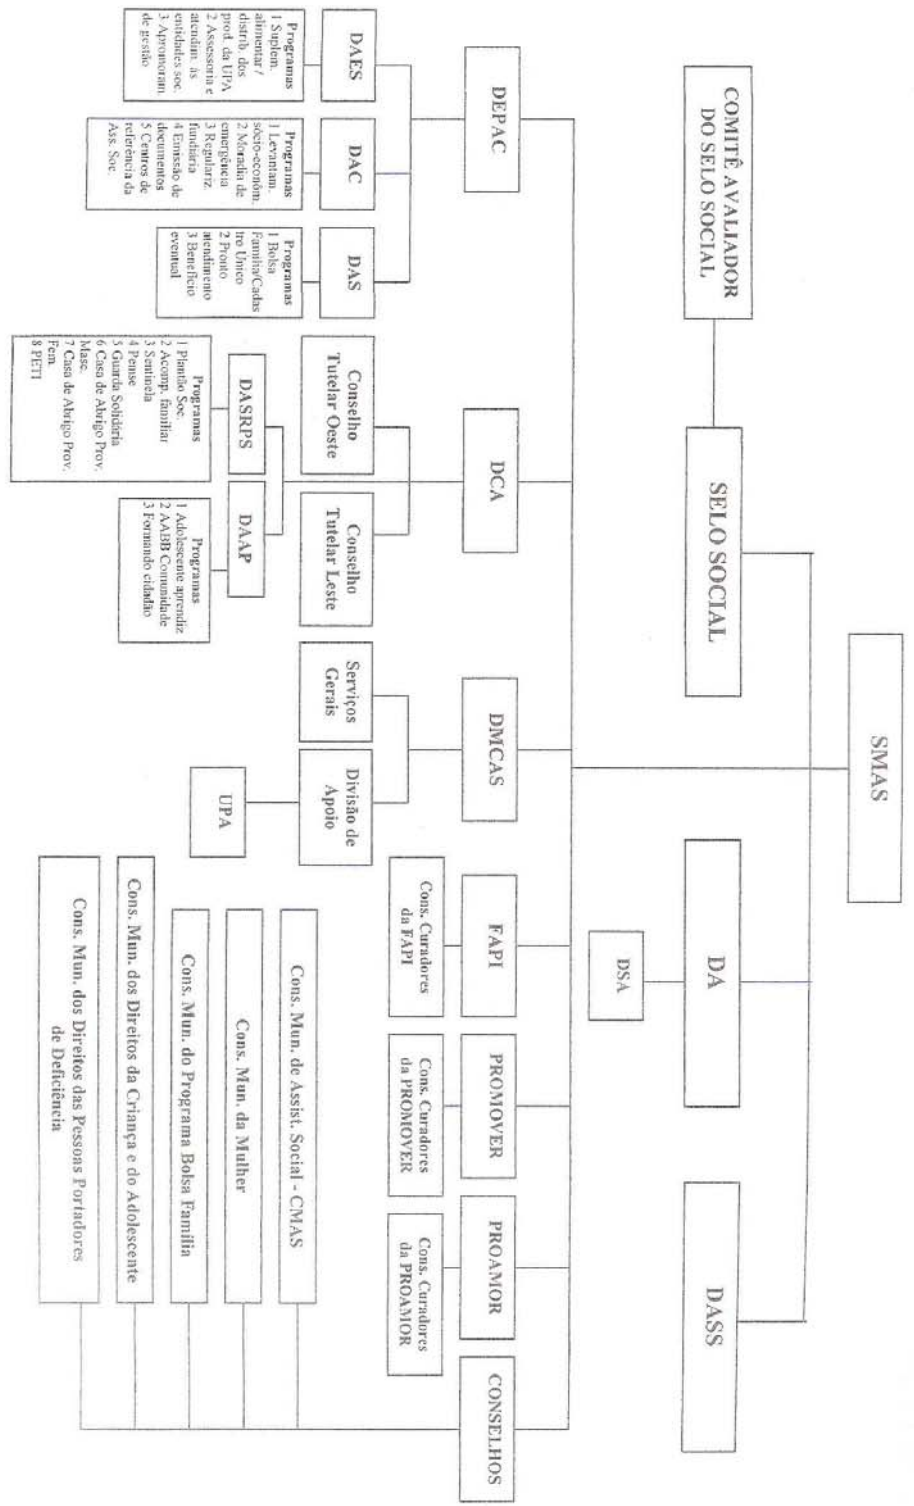 SMAS
COMITÊ AVALIADOR
DO SELO SOCIAL
SELO SOCIAL
DA
DASS
DSA
DEPAC
DCA
DMCAS
FAPI
PROMOVER
PROAMOR
CONSELHOS
DAES
Programas
1 Suplem.
alimentar /
distrib. dos
prod. da UPA
2 Assessoria e
atendim. às
entidades soc.
3 Apromoram.
de gestão
DAC
Programas
1 Levantam.
sócio-econôm.
2 Moradia de
emergência
3 Regulariz.
fundiária
4 Emissão de
documentos
5 Centros de
referência da
Ass. Soc.
DAS
Programas
1 Bolsa
Família/Cadas
tro Único
2 Pronto
atendimento
3 Benefício
eventual
Conselho
Tutelar Oeste
Conselho
Tutelar Leste
DASRPS
Programas
1 Plantão Soc.
2 Acomp. familiar
3 Sentinela
4 Pemse
5 Guarda Solidária
6 Casa de Abrigo Prov.
Masc.
7 Casa de Abrigo Prov.
Fem.
8 PETI
DAAP
Programas
1 Adolescente aprendiz
2 AABB Comunidade
3 Formando cidadão
Serviços
Gerais
Divisão de
Apoio
UPA
Cons. Curadores
da FAPI
Cons. Curadores
da PROMOVER
Cons. Curadores
da PROAMOR
Cons. Mun. de Assist. Social - CMAS
Cons. Mun. da Mulher
Cons. Mun. do Programa Bolsa Família
Cons. Mun. dos Direitos da Criança e do Adolescente
Cons. Mun. dos Direitos das Pessoas Portadores
de Deficiência